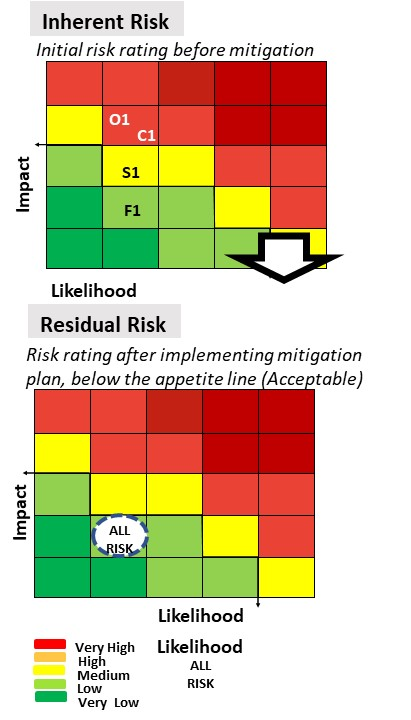 Inherent Risk
Initial risk rating before mitigation
O1
C1
S1
F1
Impact
Likelihood
Residual Risk
Risk rating after implementing mitigation
plan, below the appetite line (Acceptable)
ALL
RISK
Impact
Likelihood
Very High
High
Medium
Low
Very Low
Likelihood
ALL
RISK